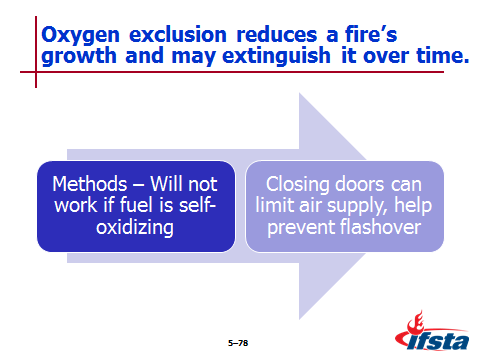 Oxygen exclusion reduces a fire's
growth and may extinguish it over time.
Methods – Will not
work if fuel is self-
oxidizing
Closing doors can
limit air supply, help
prevent flashover
5–78
ifsta